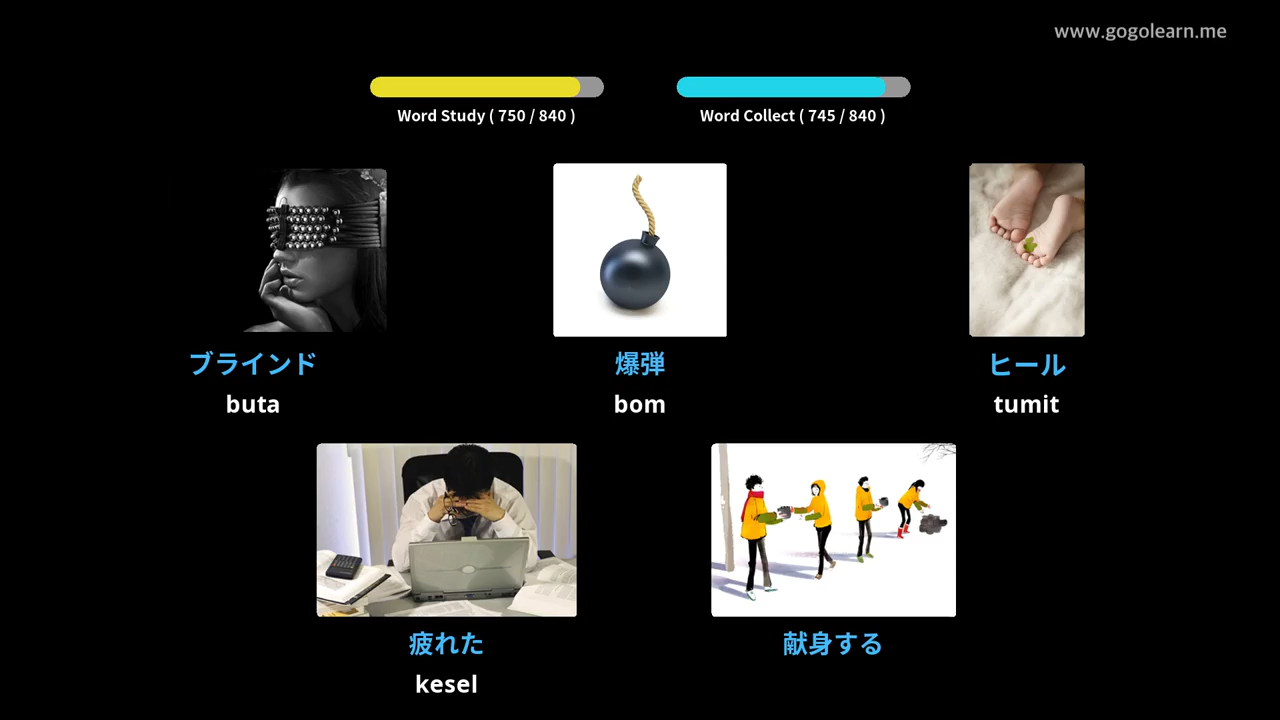 www.gogolearn.me
Word Study ( 750 / 840 )
Word Collect ( 745 / 840 )
ブラインド
buta
爆弾
bom
ヒール
tumit
疲れた
kesel
献身する